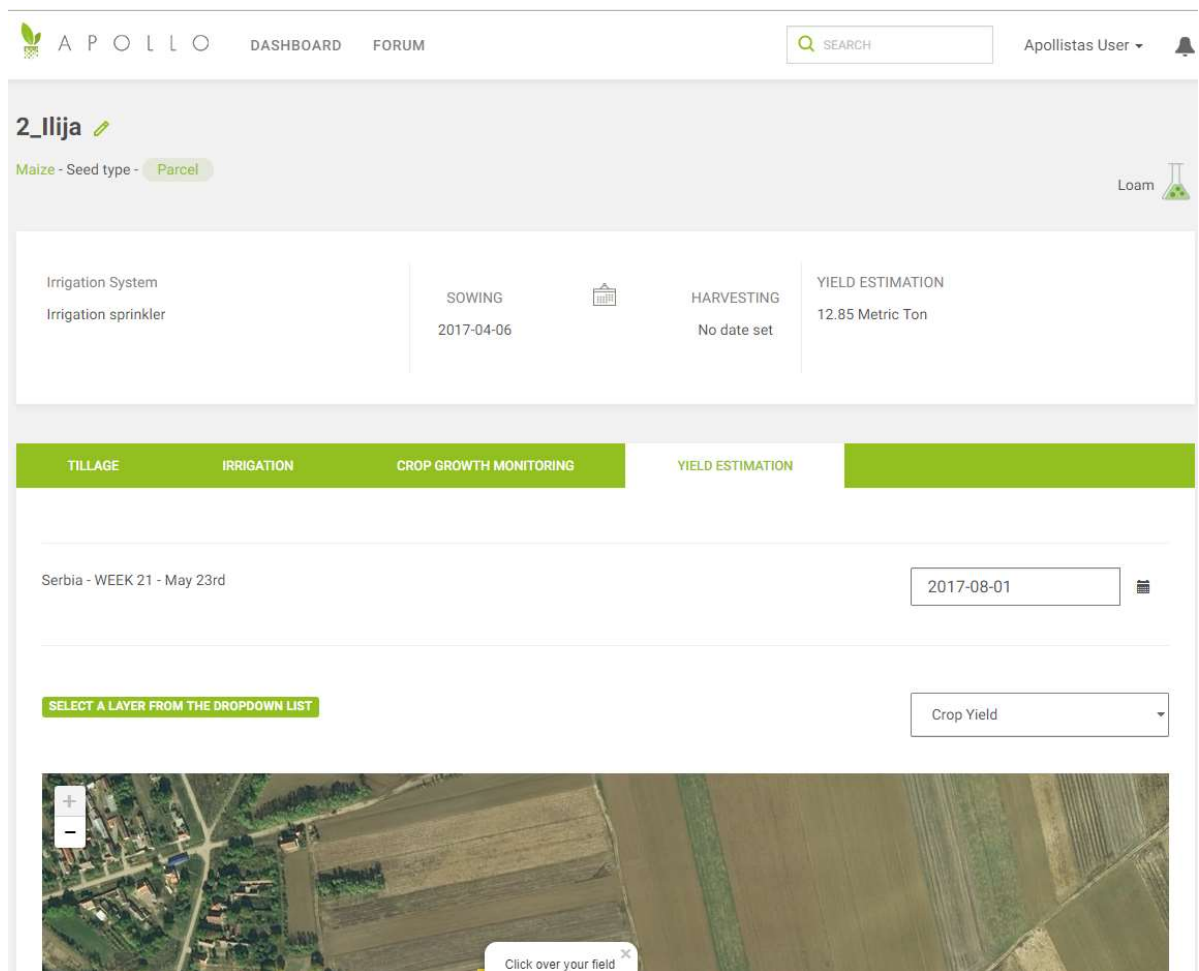 APOLLO DASHBOARD FORUM SEARCH Apollistas User
2_Ilija
Maize - Seed type - Parcel
Loam
Irrigation System
Irrigation sprinkler
SOWING
2017-04-06
HARVESTING
No date set
YIELD ESTIMATION
12.85 Metric Ton
TILLAGE IRRIGATION CROP GROWTH MONITORING YIELD ESTIMATION
Serbia - WEEK 21 - May 23rd
2017-08-01
SELECT A LAYER FROM THE DROPDOWN LIST
Crop Yield
+
−
Click over your field ×